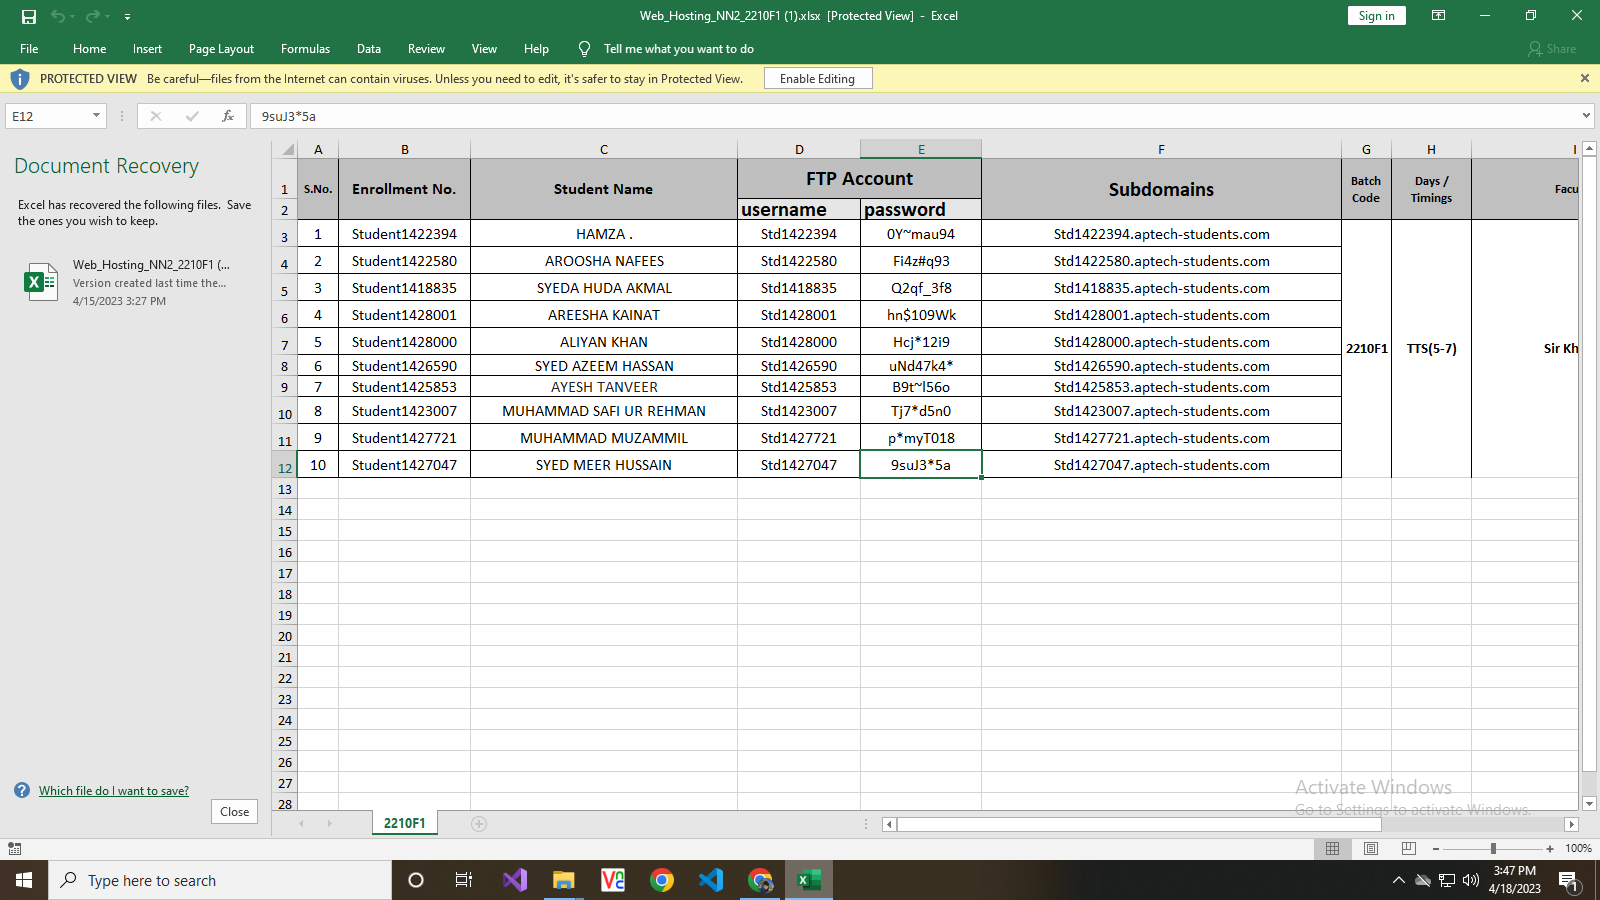 Web_Hosting_NN2_2210F1 (1).xlsx [Protected View] - Excel
Sign in
File Home Insert Page Layout Formulas Data Review View Help Tell me what you want to do Share
PROTECTED VIEW Be careful—files from the Internet can contain viruses. Unless you need to edit, it's safer to stay in Protected View. Enable Editing
E12 fx 9suJ3*5a
Document Recovery
Excel has recovered the following files. Save
the ones you wish to keep.
Web_Hosting_NN2_2210F1 (...
Version created last time the...
4/15/2023 3:27 PM
Which file do I want to save?
Close
A B C D E F G H I
1 S.No. Enrollment No. Student Name FTP Account Subdomains Batch Code Days / Timings Facu
2 username password
3 1 Student1422394 HAMZA . Std1422394 0Y~mau94 Std1422394.aptech-students.com
4 2 Student1422580 AROOSHA NAFEES Std1422580 Fi4z#q93 Std1422580.aptech-students.com
5 3 Student1418835 SYEDA HUDA AKMAL Std1418835 Q2qf_3f8 Std1418835.aptech-students.com
6 4 Student1428001 AREESHA KAINAT Std1428001 hn$109Wk Std1428001.aptech-students.com
7 5 Student1428000 ALIYAN KHAN Std1428000 Hcj*12i9 Std1428000.aptech-students.com 2210F1 TTS(5-7) Sir Kh
8 6 Student1426590 SYED AZEEM HASSAN Std1426590 uNd47k4* Std1426590.aptech-students.com
9 7 Student1425853 AYESH TANVEER Std1425853 B9t~l56o Std1425853.aptech-students.com
10 8 Student1423007 MUHAMMAD SAFI UR REHMAN Std1423007 Tj7*d5n0 Std1423007.aptech-students.com
11 9 Student1427721 MUHAMMAD MUZAMMIL Std1427721 p*myT018 Std1427721.aptech-students.com
12 10 Student1427047 SYED MEER HUSSAIN Std1427047 9suJ3*5a Std1427047.aptech-students.com
13
14
15
16
17
18
19
20
21
22
23
24
25
26
27
28
Activate Windows
Go to Settings to activate Windows.
2210F1
100%
Type here to search
3:47 PM
4/18/2023
1